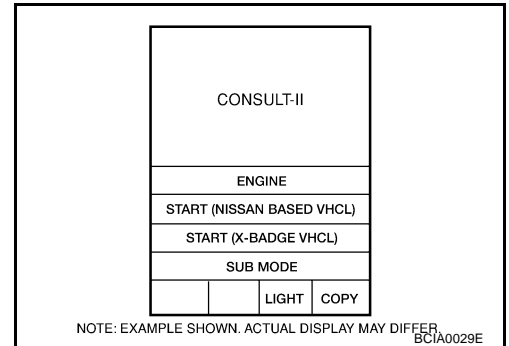 CONSULT-II
ENGINE
START (NISSAN BASED VHCL)
START (X-BADGE VHCL)
SUB MODE
LIGHT COPY
NOTE: EXAMPLE SHOWN. ACTUAL DISPLAY MAY DIFFER.
BCIA0029E